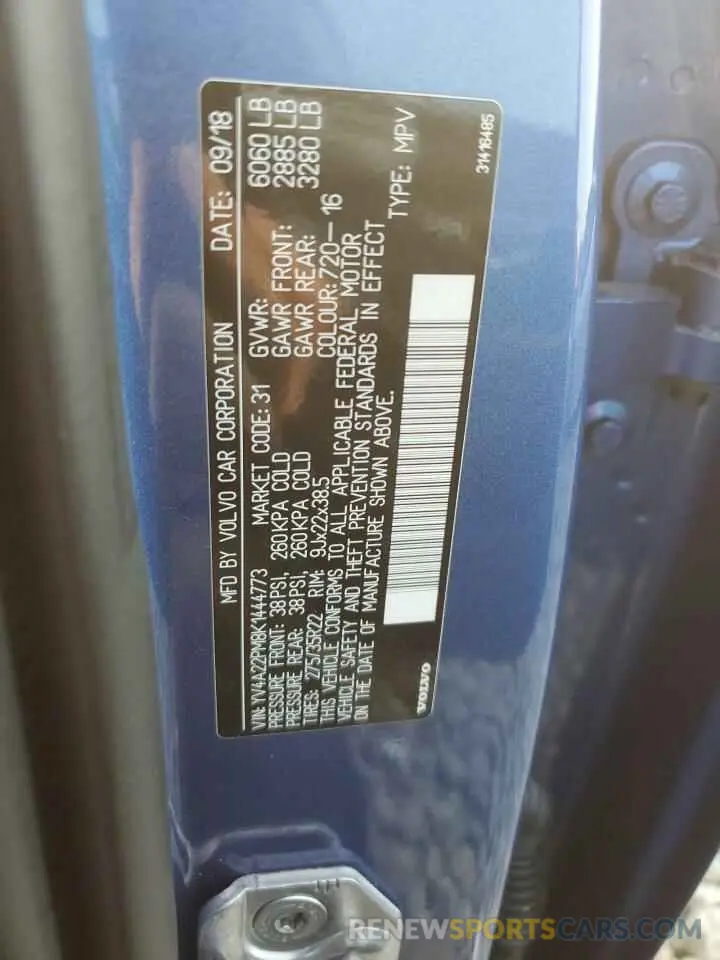 MFD BY VOLVO CAR CORPORATION DATE: 09/18
VIN: YV4A22PM8K1444773 MARKET CODE: 31 GVWR: 6060 LB
PRESSURE FRONT: 38PSI, 260KPA COLD GAWR FRONT: 2885 LB
PRESSURE REAR: 38PSI, 260KPA COLD GAWR REAR: 3280 LB
TIRES: 275/35R22 RIM: 9Jx22x38.5 COLOUR: 720-16
THIS VEHICLE CONFORMS TO ALL APPLICABLE FEDERAL MOTOR
VEHICLE SAFETY AND THEFT PREVENTION STANDARDS IN EFFECT
ON THE DATE OF MANUFACTURE SHOWN ABOVE. TYPE: MPV
VOLVO
31416485
RENEWSPORTSCARS.COM